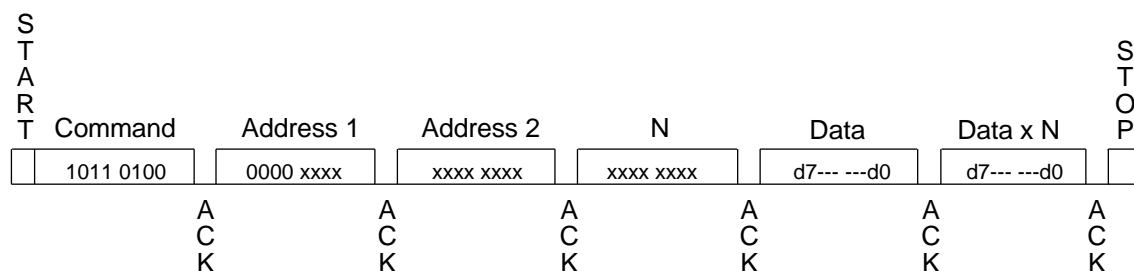 START
Command
Address 1
Address 2
N
Data
Data x N
STOP
1011 0100
0000 xxxx
xxxx xxxx
xxxx xxxx
d7--- ---d0
d7--- ---d0
ACK
ACK
ACK
ACK
ACK
ACK